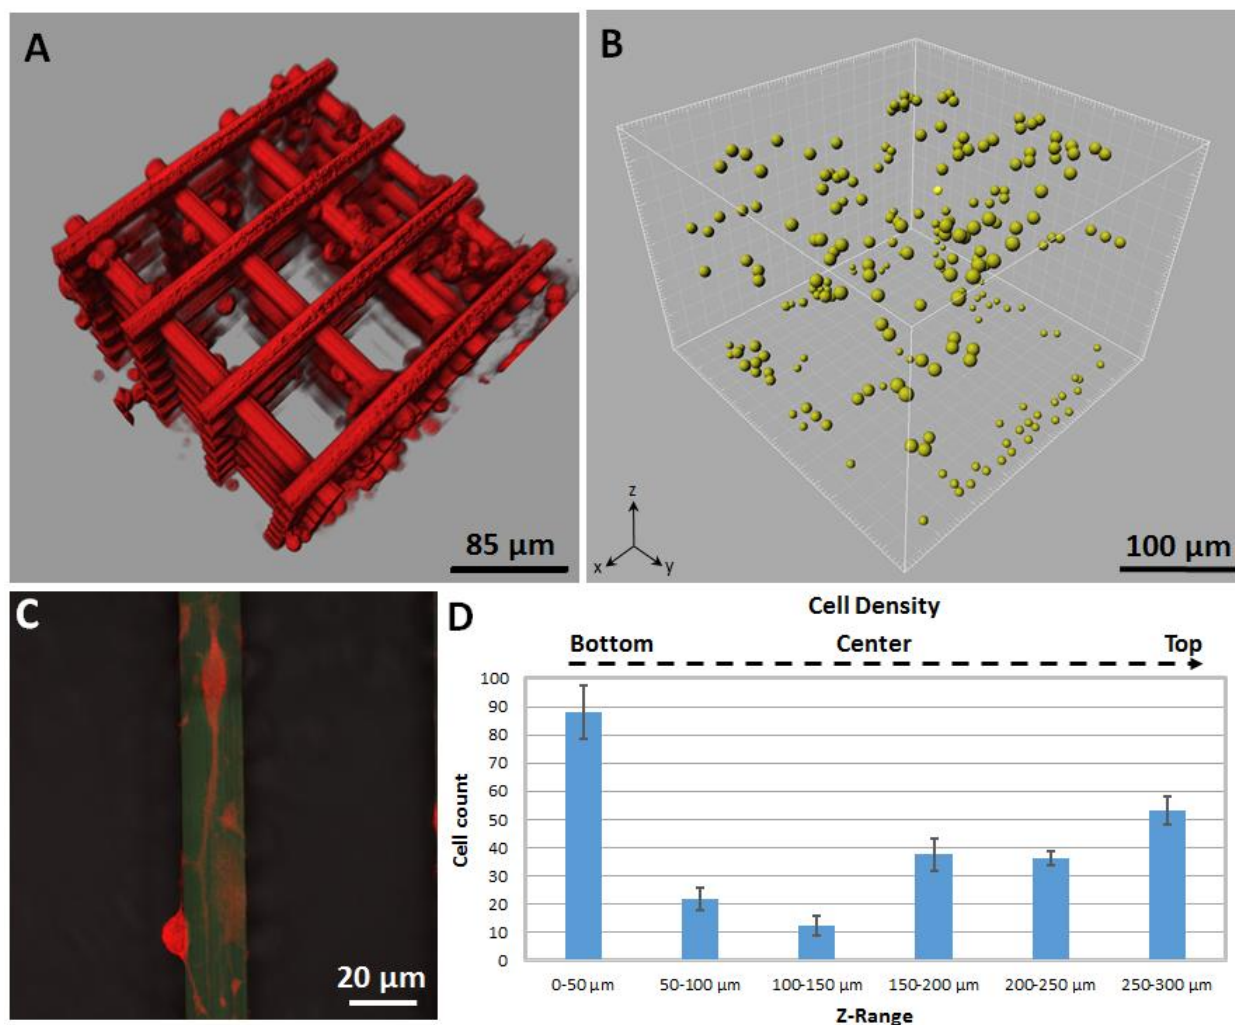 A
85 µm
B
z
x
y
100 µm
C
20 µm
D
Cell Density
Bottom Center Top
100
90
80
70
60
50
40
30
20
10
0
Cell count
0-50 µm 50-100 µm 100-150 µm 150-200 µm 200-250 µm 250-300 µm
Z-Range